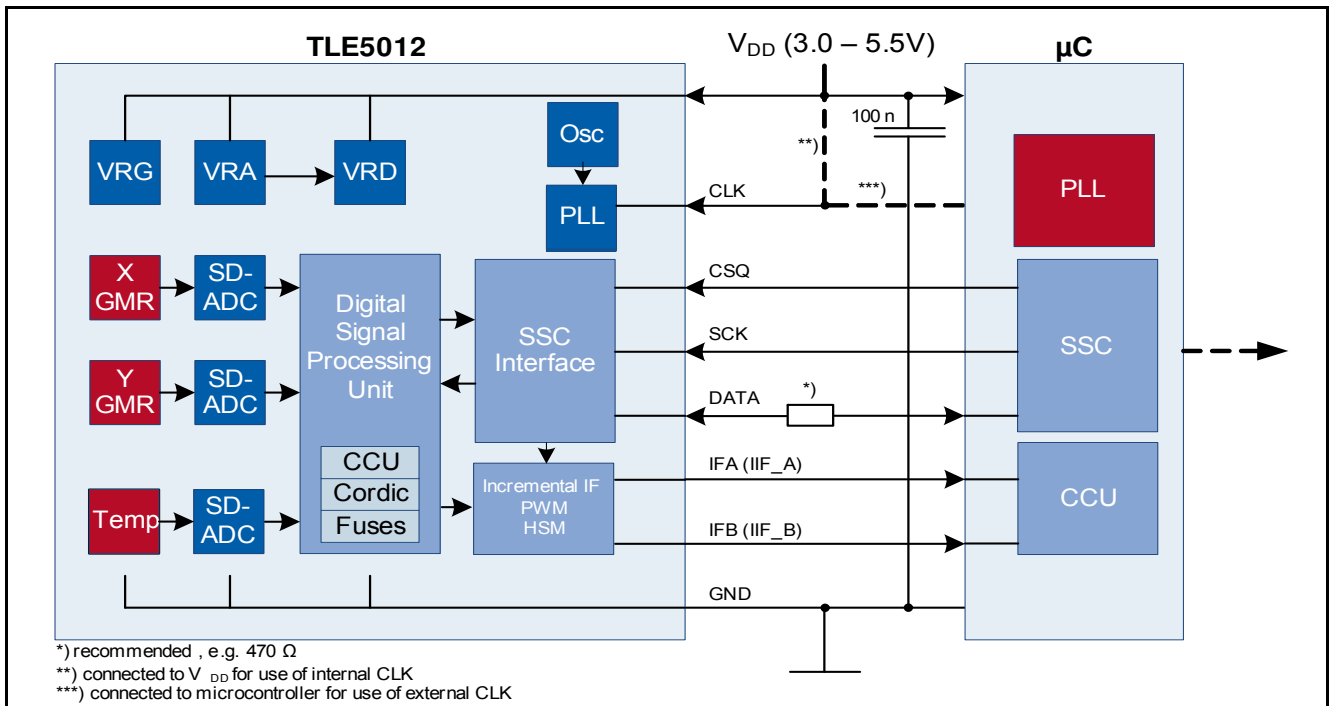 TLE5012
V DD (3.0 – 5.5V)
µC
100 n
Osc
**)
VRG
VRA
VRD
PLL
***)
CLK
PLL
X
GMR
SD-
ADC
CSQ
Digital
Signal
Processing
Unit
SSC
Interface
SCK
SSC
Y
GMR
SD-
ADC
DATA
*)
CCU
Cordic
Fuses
IFA (IIF_A)
Incremental IF
PWM
HSM
CCU
Temp
SD-
ADC
IFB (IIF_B)
GND
*) recommended , e.g. 470 Ω
**) connected to V DD for use of internal CLK
***) connected to microcontroller for use of external CLK